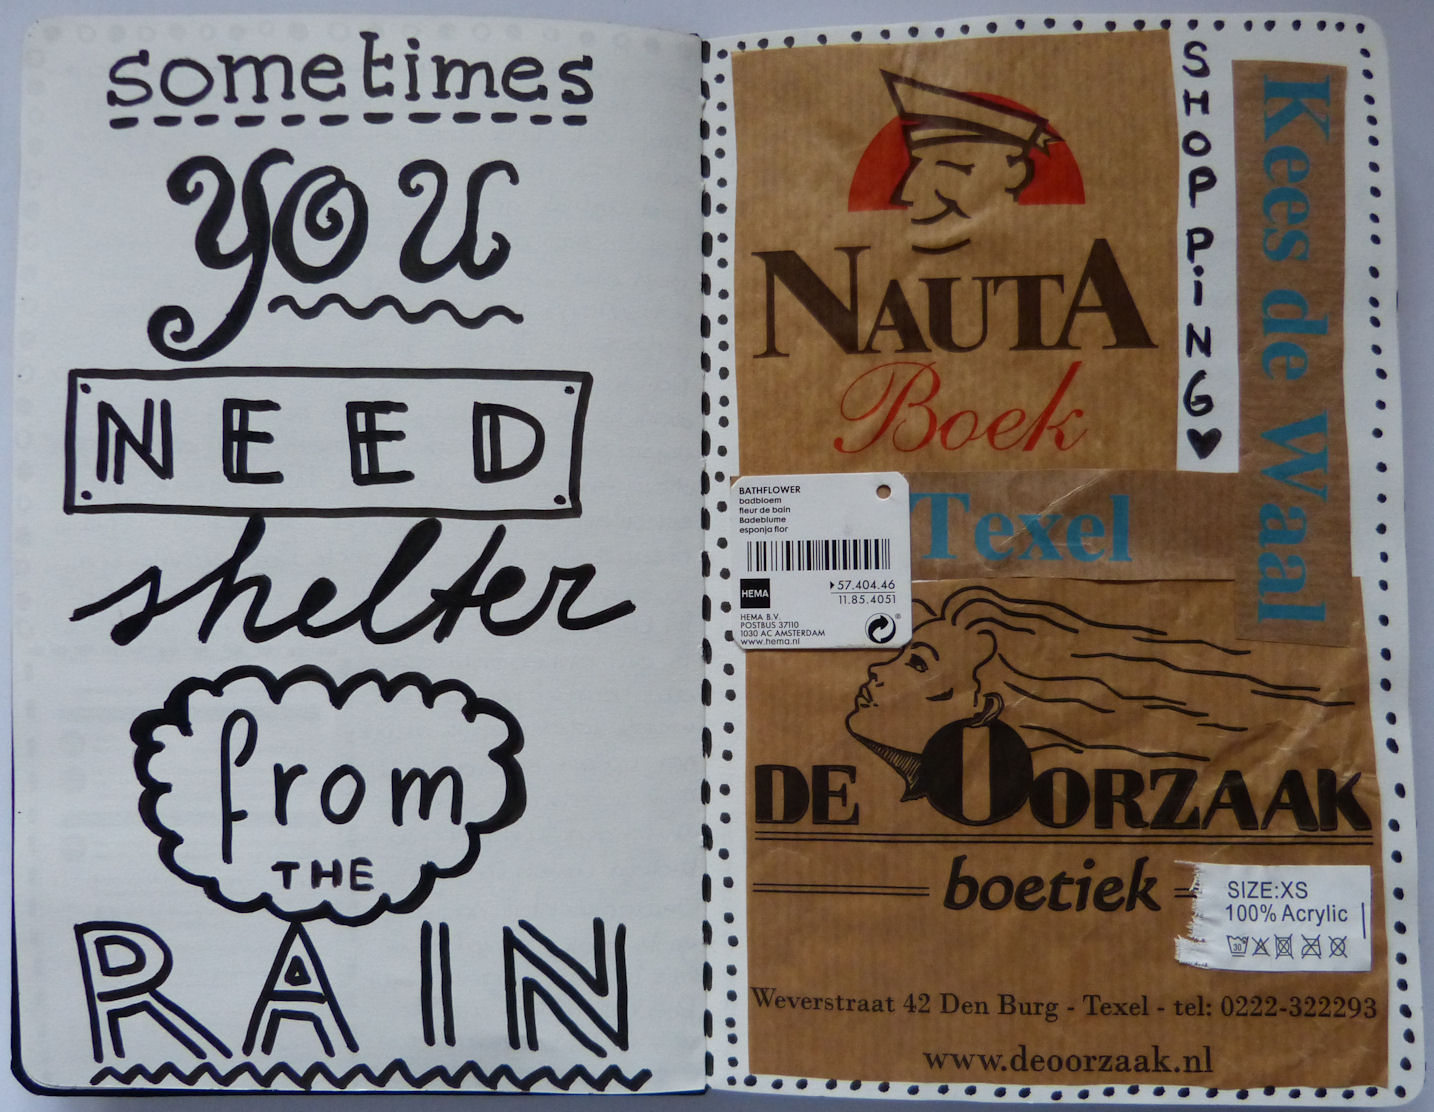 sometimes
you
NEED
shelter
from
THE
RAIN
NAUTA
Boek
SHOPPiNG
Kees de Waal
Texel
BATHFLOWER
badbloem
fleur de bain
Badeblume
esponja flor
HEMA
57.404.46
11.85.4051
HEMA B.V.
POSTBUS 37110
1030 AC AMSTERDAM
www.hema.nl
DE OORZAAK
boetiek
SIZE:XS
100% Acrylic
30°
Weverstraat 42 Den Burg - Texel - tel: 0222-322293
www.deoorzaak.nl